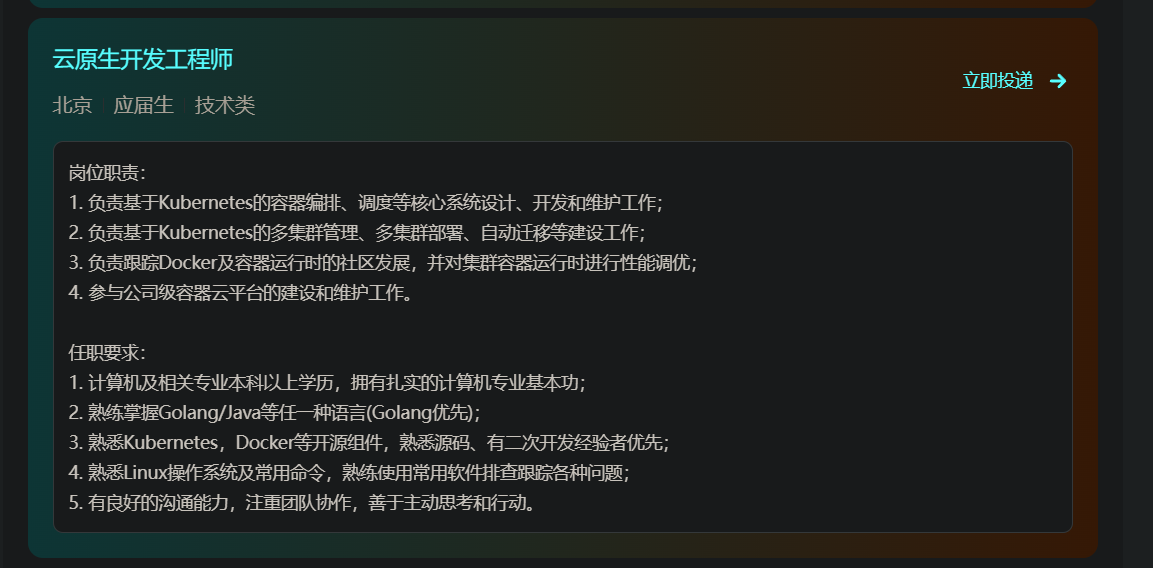 云原生开发工程师
立即投递
北京 应届生 技术类
岗位职责：
1. 负责基于Kubernetes的容器编排、调度等核心系统设计、开发和维护工作；
2. 负责基于Kubernetes的多集群管理、多集群部署、自动迁移等建设工作；
3. 负责跟踪Docker及容器运行时的社区发展，并对集群容器运行时进行性能调优；
4. 参与公司级容器云平台的建设和维护工作。
任职要求：
1. 计算机及相关专业本科以上学历，拥有扎实的计算机专业基本功；
2. 熟练掌握Golang/Java等任一种语言(Golang优先)；
3. 熟悉Kubernetes，Docker等开源组件，熟悉源码、有二次开发经验者优先；
4. 熟悉Linux操作系统及常用命令，熟练使用常用软件排查跟踪各种问题；
5. 有良好的沟通能力，注重团队协作，善于主动思考和行动。